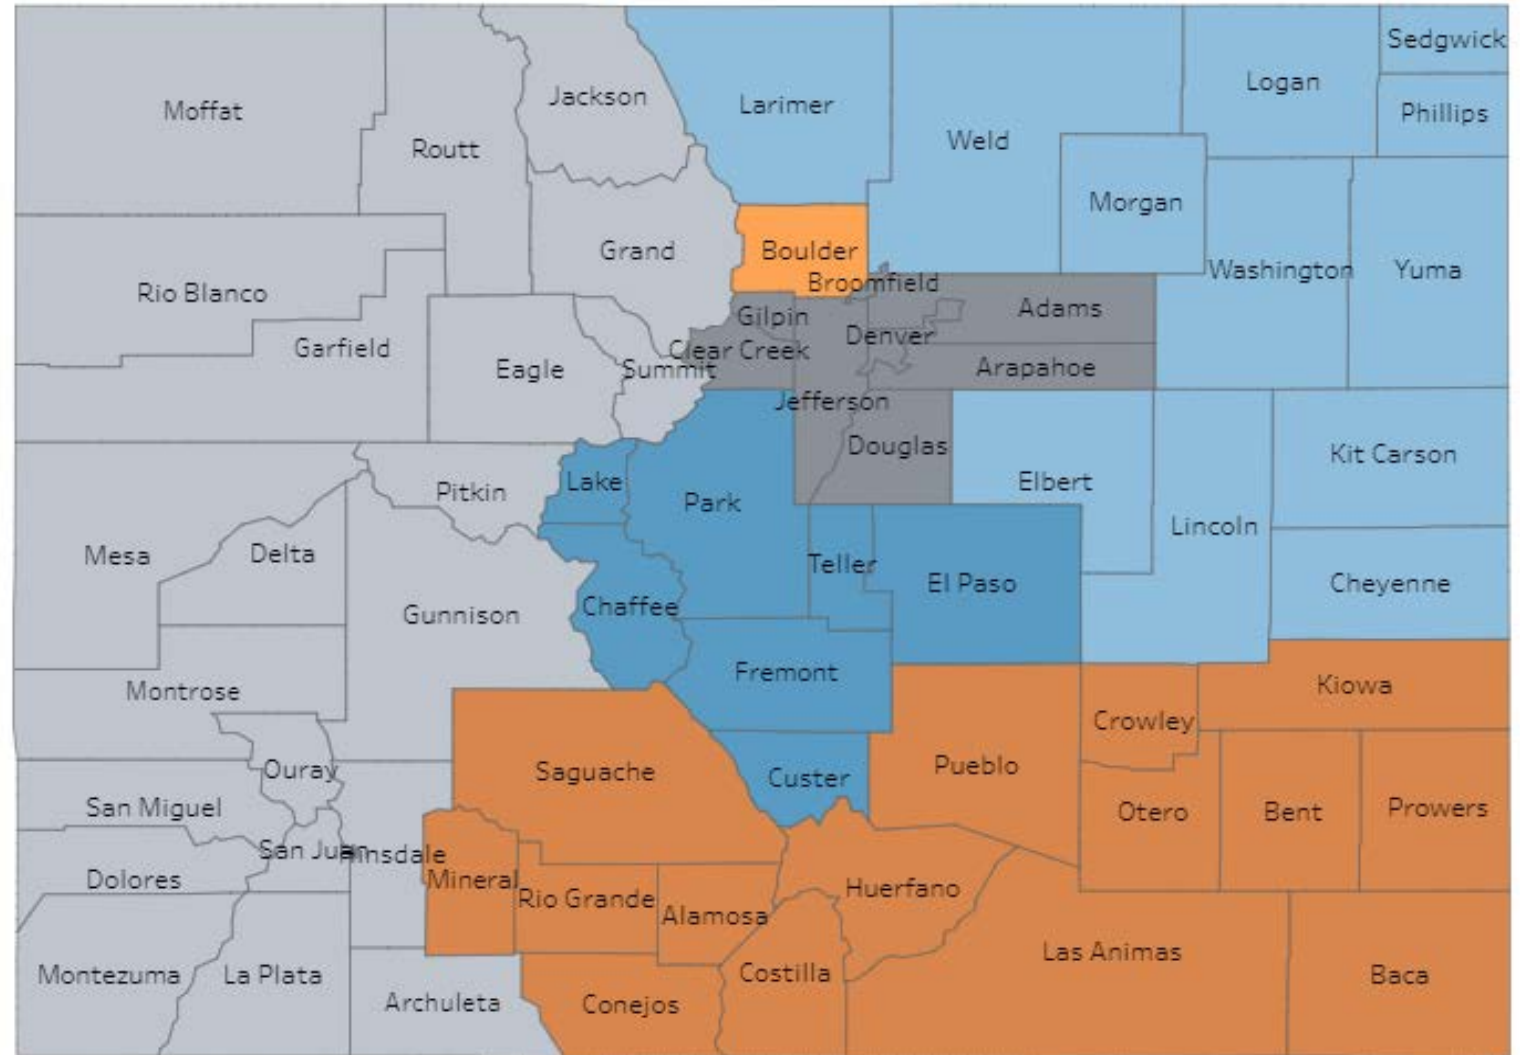 Sedgwick
Logan
Jackson
Larimer
Moffat
Phillips
Weld
Routt
Morgan
Grand
Boulder
Washington
Yuma
Broomfield
Rio Blanco
Adams
Gilpin
Denver
Garfield
Clear Creek
Eagle
Summit
Arapahoe
Jefferson
Douglas
Kit Carson
Lake
Elbert
Pitkin
Park
Lincoln
Mesa
Delta
Teller
El Paso
Cheyenne
Chaffee
Gunnison
Fremont
Kiowa
Montrose
Crowley
Pueblo
Ouray
Saguache
Custer
San Miguel
Otero
Bent
Prowers
San Juan
Hinsdale
Dolores
Mineral
Huerfano
Rio Grande
Alamosa
Las Animas
Montezuma
La Plata
Costilla
Baca
Archuleta
Conejos